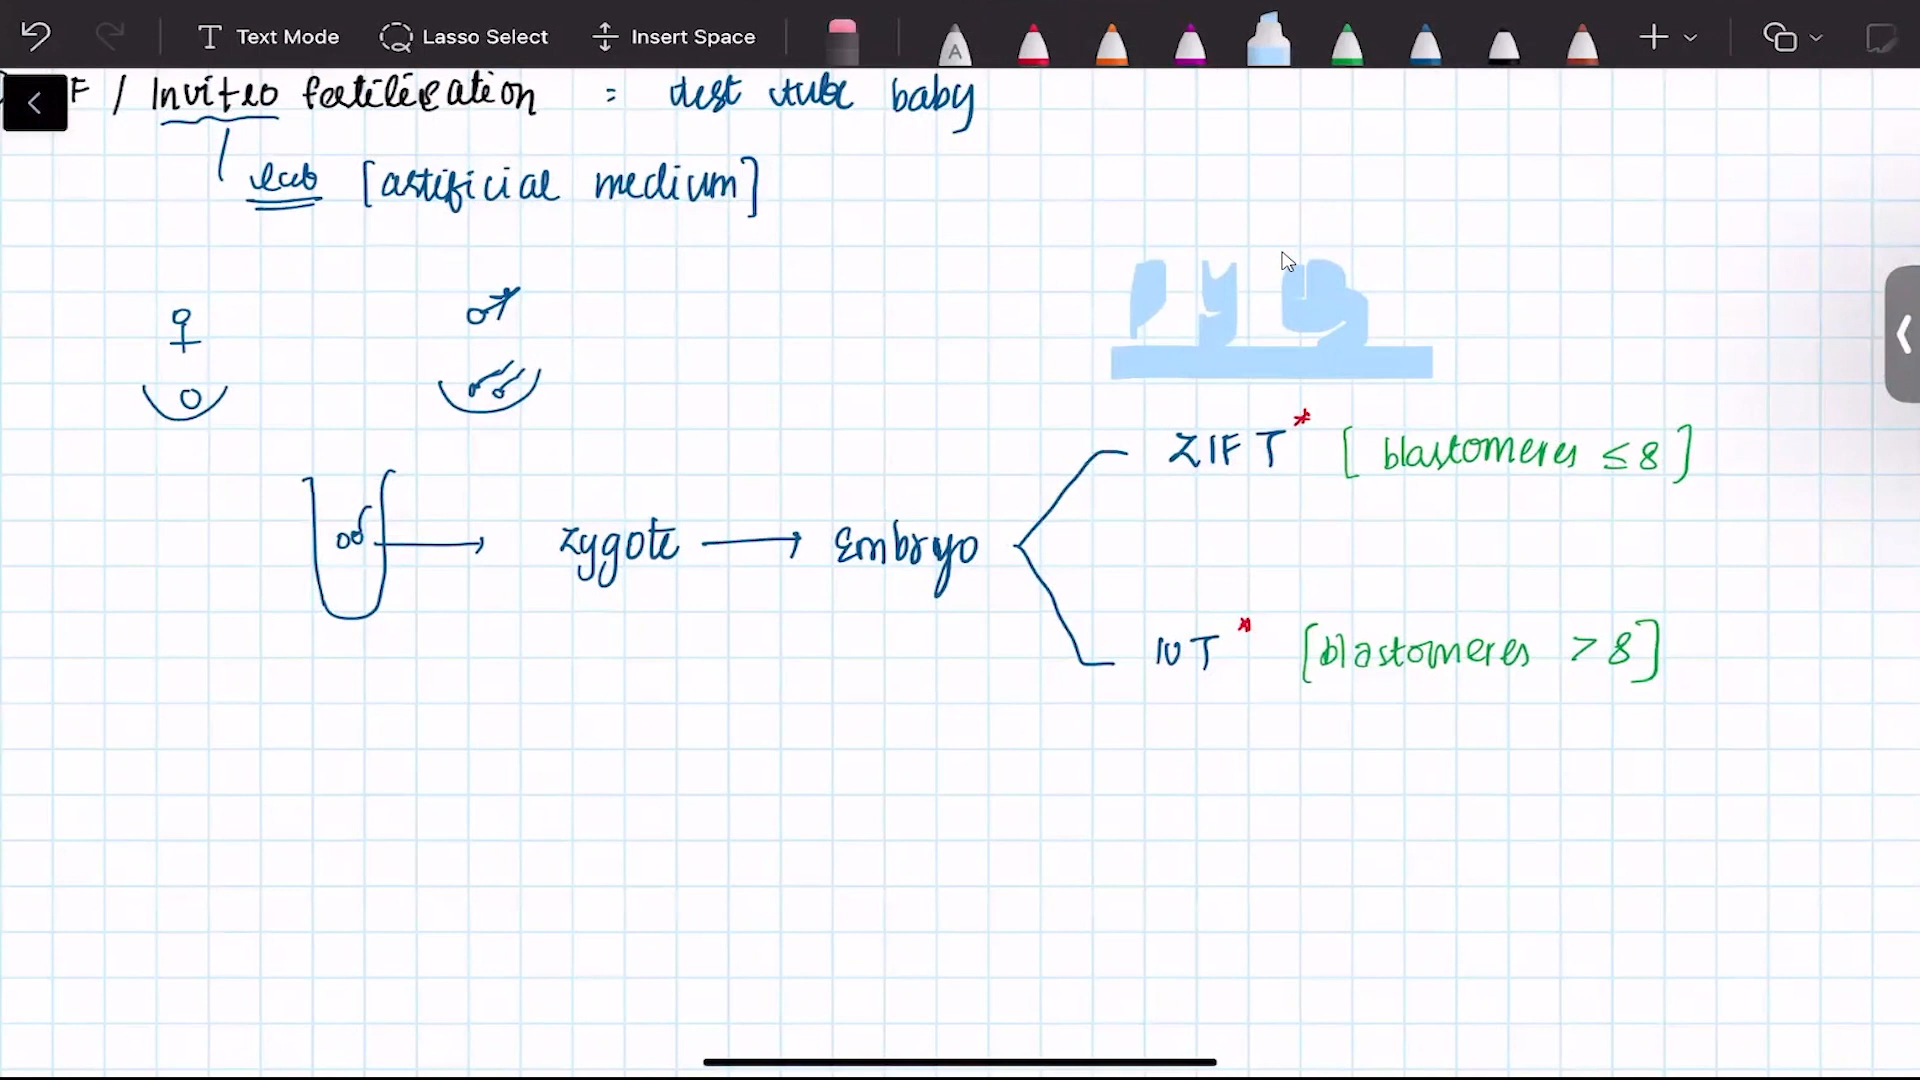 Text Mode Lasso Select Insert Space
F / Invitro fertilization = test tube baby
lab [artificial medium]
ZIFT* [blastomeres ≤ 8]
zygote → Embryo
IUT* [blastomeres > 8]